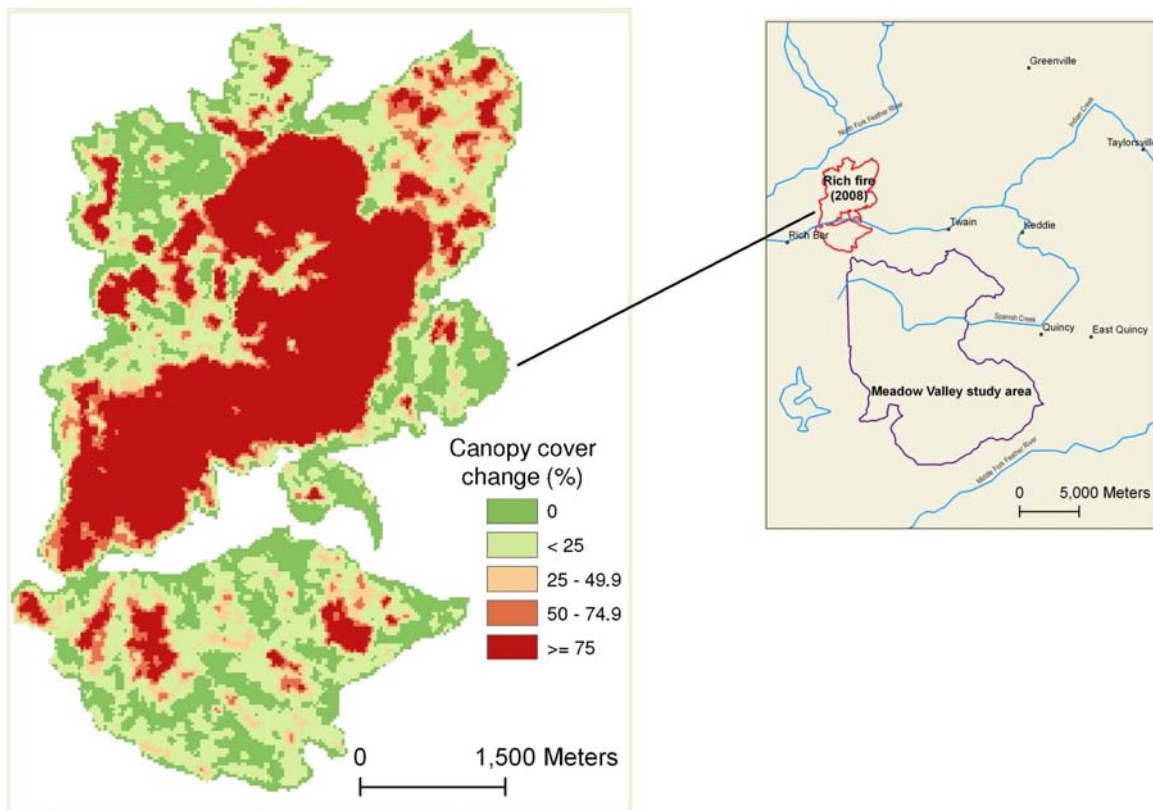 Canopy cover
change (%)
0
< 25
25 - 49.9
50 - 74.9
>= 75
0
1,500 Meters
Greenville
North Fork Feather River
Indian Creek
Taylorsville
Rich fire
(2008)
Rich Bar
Twain
Keddie
Spanish Creek
Quincy
East Quincy
Meadow Valley study area
Middle Fork Feather River
0
5,000 Meters